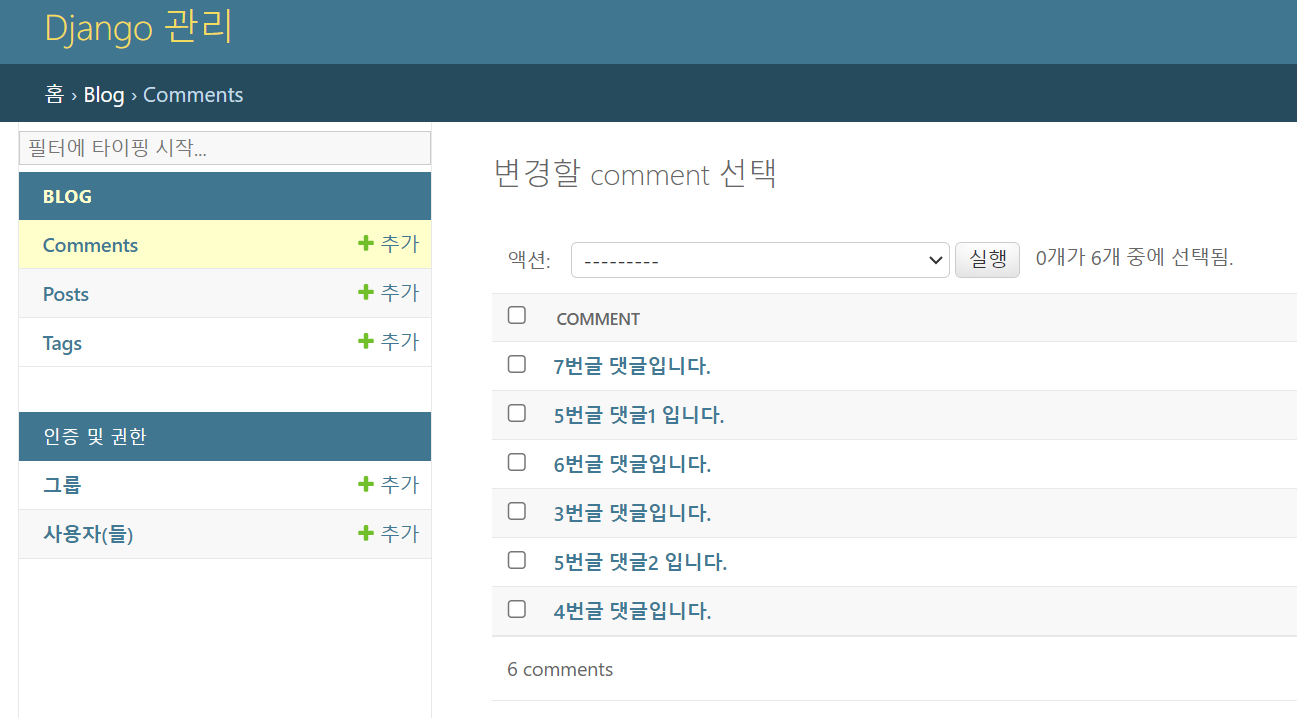 Django 관리
홈 › Blog › Comments
필터에 타이핑 시작...
BLOG
Comments 추가
Posts 추가
Tags 추가
인증 및 권한
그룹 추가
사용자(들) 추가
변경할 comment 선택
액션: --------- 실행 0개가 6개 중에 선택됨.
COMMENT
7번글 댓글입니다.
5번글 댓글1 입니다.
6번글 댓글입니다.
3번글 댓글입니다.
5번글 댓글2 입니다.
4번글 댓글입니다.
6 comments